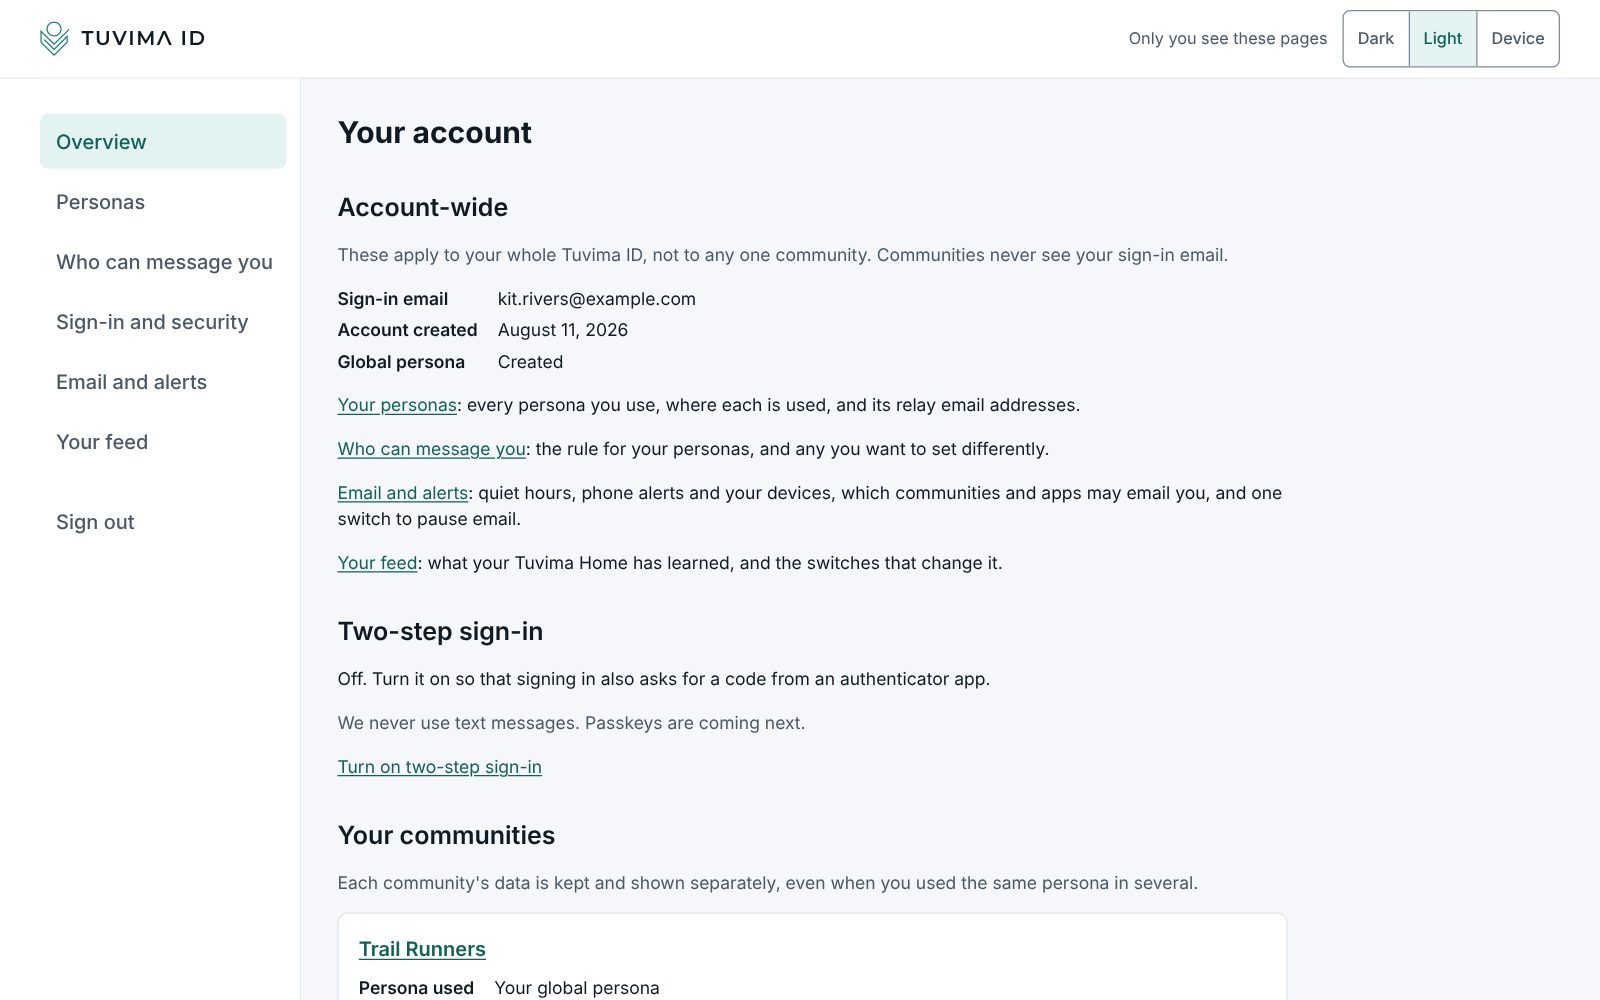 TUVIMA ID
Only you see these pages
Dark
Light
Device
Overview
Personas
Who can message you
Sign-in and security
Email and alerts
Your feed
Sign out
Your account
Account-wide
These apply to your whole Tuvima ID, not to any one community. Communities never see your sign-in email.
Sign-in email kit.rivers@example.com
Account created August 11, 2026
Global persona Created
Your personas: every persona you use, where each is used, and its relay email addresses.
Who can message you: the rule for your personas, and any you want to set differently.
Email and alerts: quiet hours, phone alerts and your devices, which communities and apps may email you, and one
switch to pause email.
Your feed: what your Tuvima Home has learned, and the switches that change it.
Two-step sign-in
Off. Turn it on so that signing in also asks for a code from an authenticator app.
We never use text messages. Passkeys are coming next.
Turn on two-step sign-in
Your communities
Each community's data is kept and shown separately, even when you used the same persona in several.
Trail Runners
Persona used Your global persona